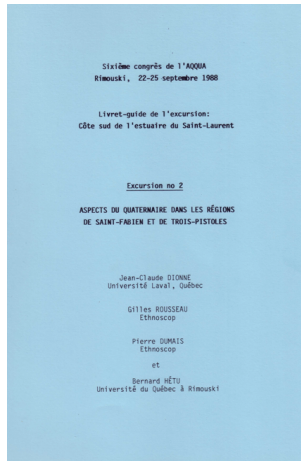 Sixième congrès de l'AQQUA
Rimouski, 22-25 septembre 1988
Livret-guide de l'excursion:
Côte sud de l'estuaire du Saint-Laurent
Excursion no 2
ASPECTS DU QUATERNAIRE DANS LES RÉGIONS
DE SAINT-FABIEN ET DE TROIS-PISTOLES
Jean-Claude DIONNE
Université Laval, Québec
Gilles ROUSSEAU
Ethnoscop
Pierre DUMAIS
Ethnoscop
et
Bernard HÉTU
Université du Québec à Rimouski